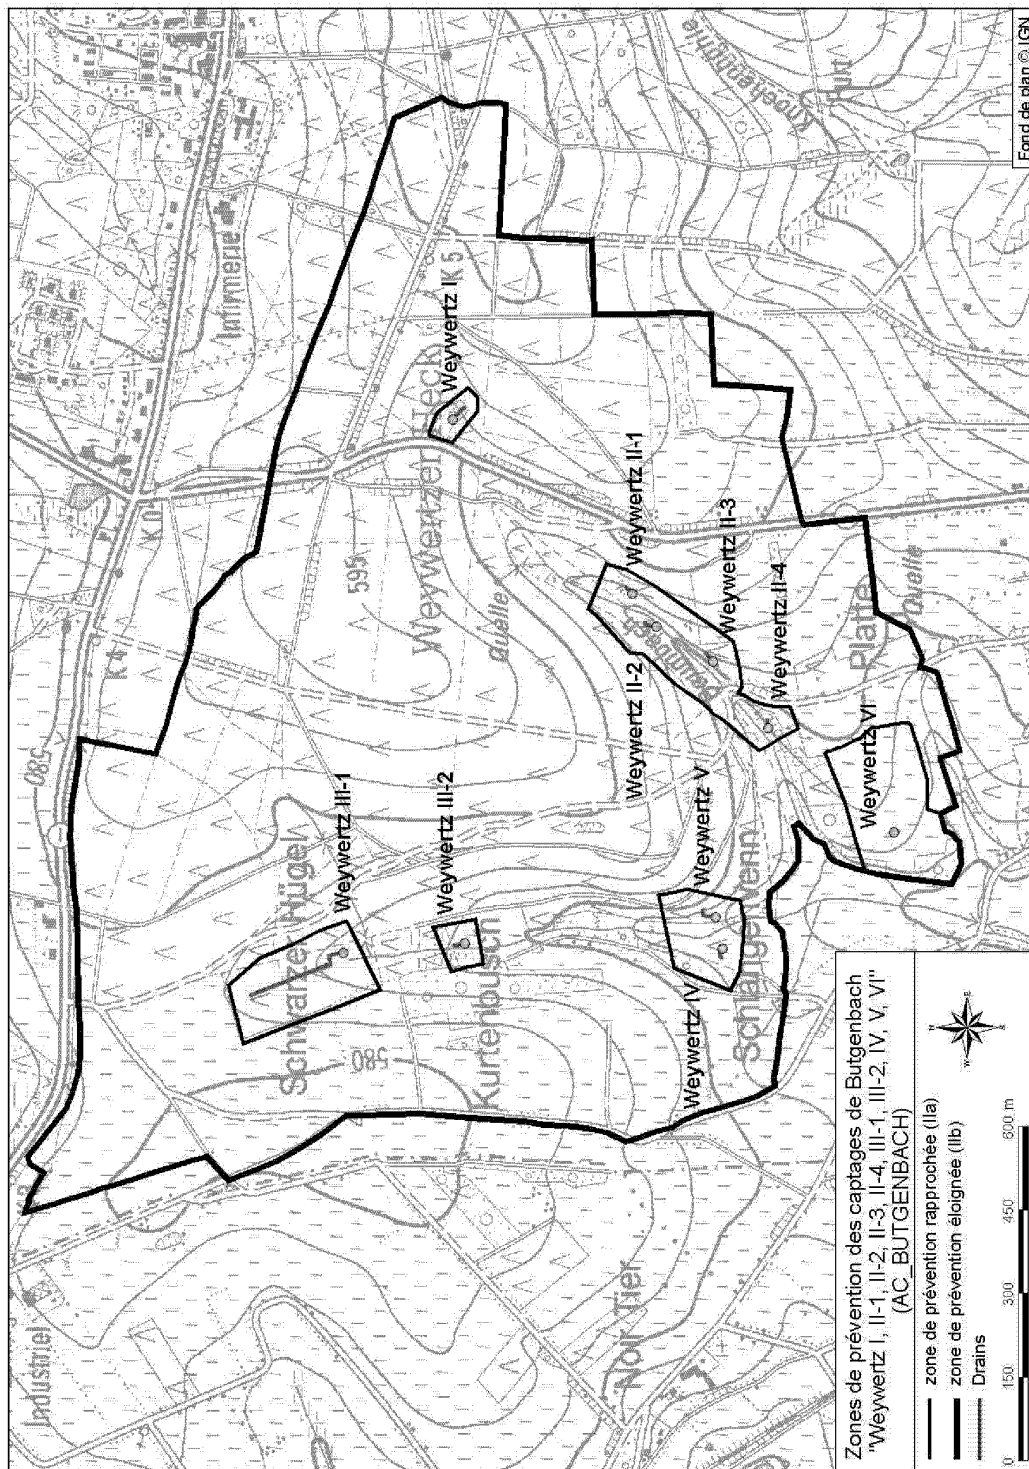 Industriel
580
K4
Infirmerie
Schwarzer Hügel
Weywertz III-1
595
Weywertzer Heck
Weywertz I
K 5
580
Kurtenbusch
Weywertz III-2
Quelle
Weywertz II-1
Weywertz II-2
Weywertz II-3
Weywertz II-4
Noir Tier
Weywertz IV
Weywertz V
Schlangenvenn
Platte
Quelle
Weywertz VI
Zones de prévention des captages de Butgenbach
"Weywertz I, II-1, II-2, II-3, II-4, III-1, III-2, IV, V, VI"
(AC_BUTGENBACH)
zone de prévention rapprochée (IIa)
zone de prévention éloignée (IIb)
Drains
0 150 300 450 600 m
Fond de plan © IGN